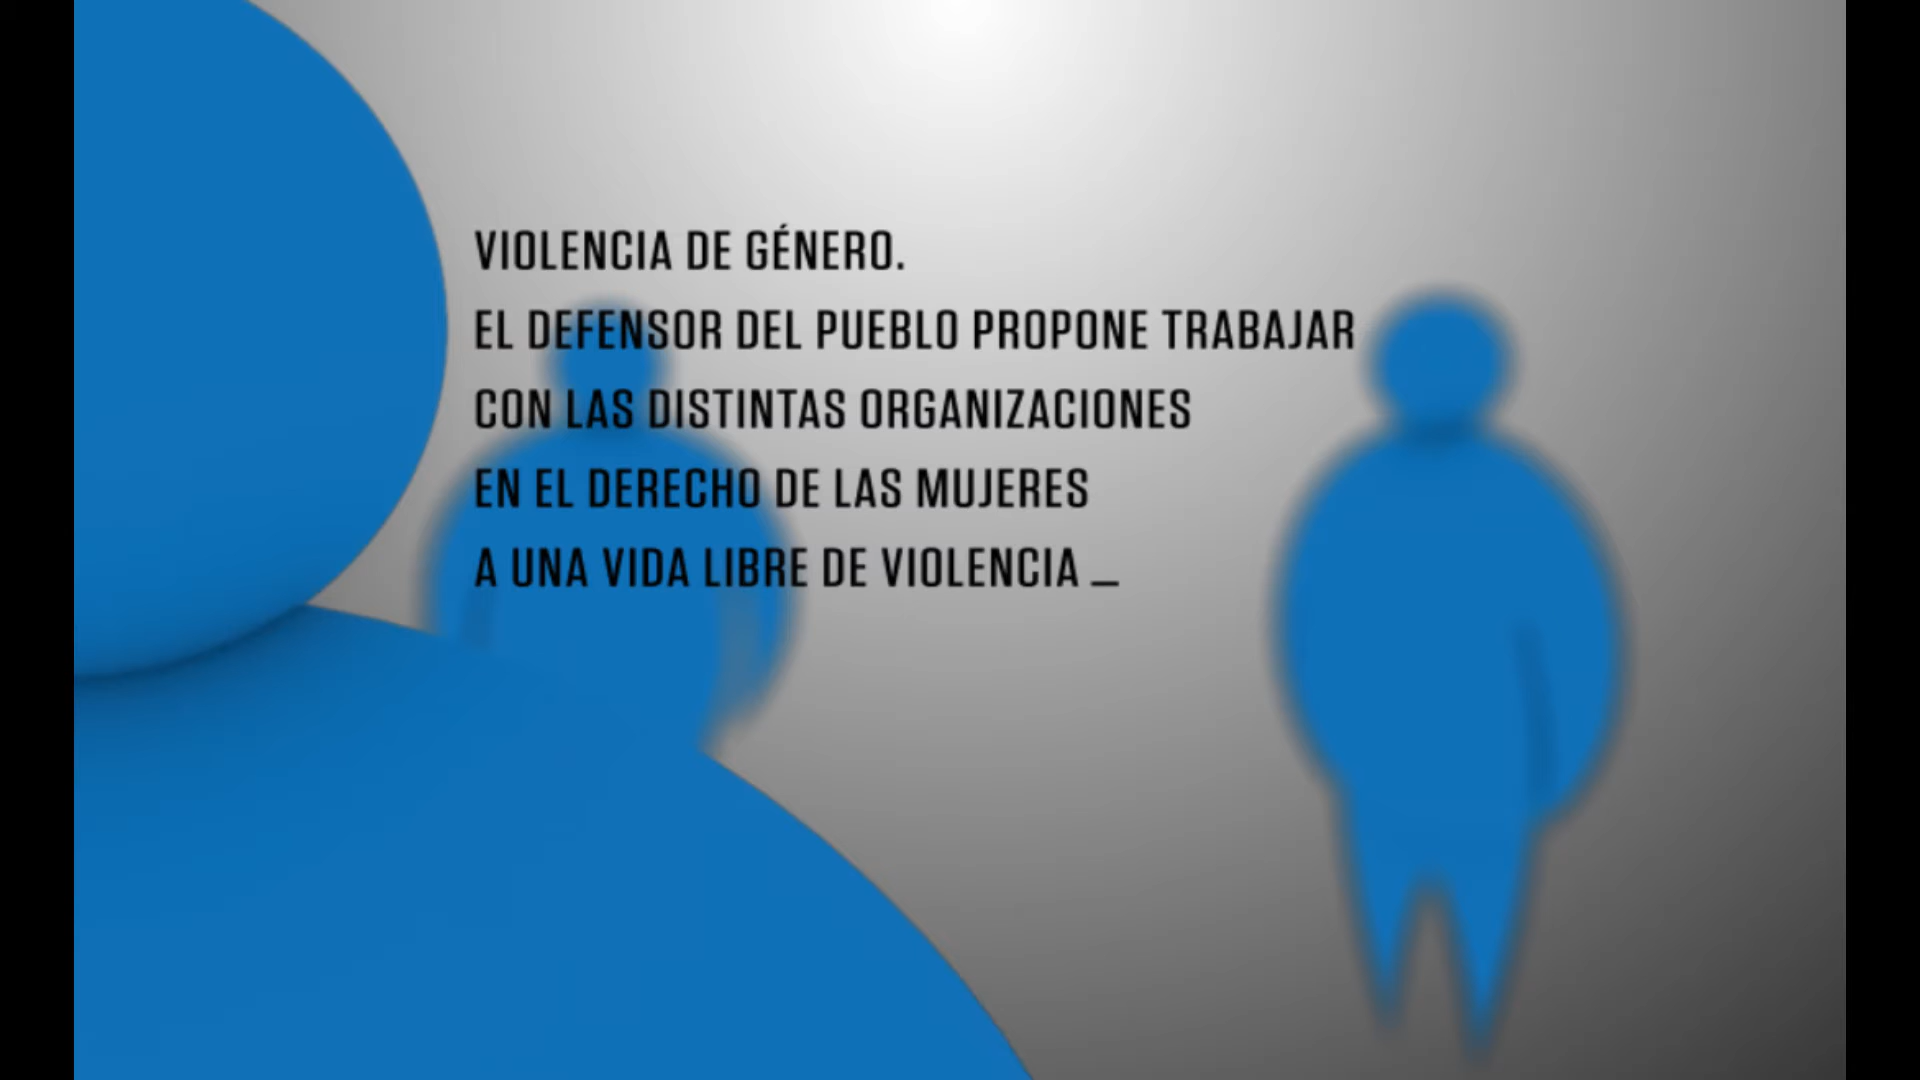 VIOLENCIA DE GÉNERO.
EL DEFENSOR DEL PUEBLO PROPONE TRABAJAR
CON LAS DISTINTAS ORGANIZACIONES
EN EL DERECHO DE LAS MUJERES
A UNA VIDA LIBRE DE VIOLENCIA _